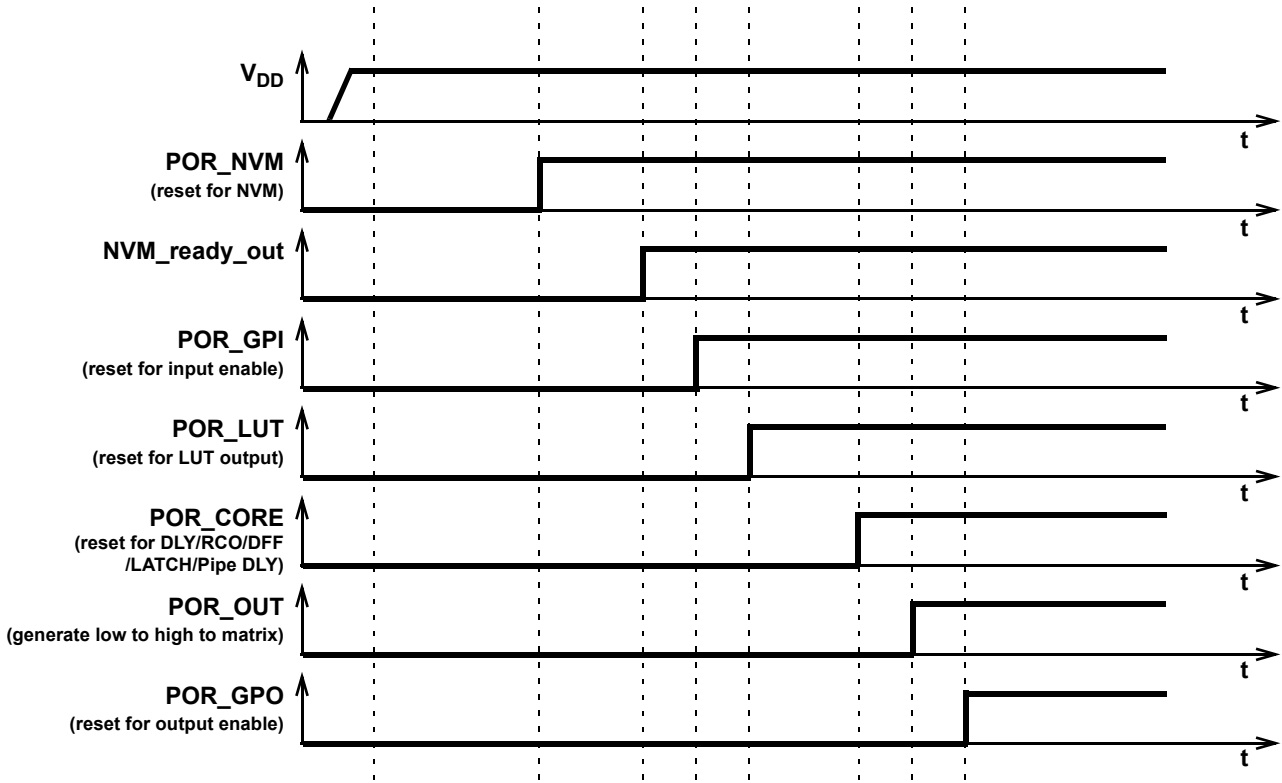 VDD
t
POR_NVM
(reset for NVM)
t
NVM_ready_out
t
POR_GPI
(reset for input enable)
t
POR_LUT
(reset for LUT output)
t
POR_CORE
(reset for DLY/RCO/DFF
/LATCH/Pipe DLY)
t
POR_OUT
(generate low to high to matrix)
t
POR_GPO
(reset for output enable)
t